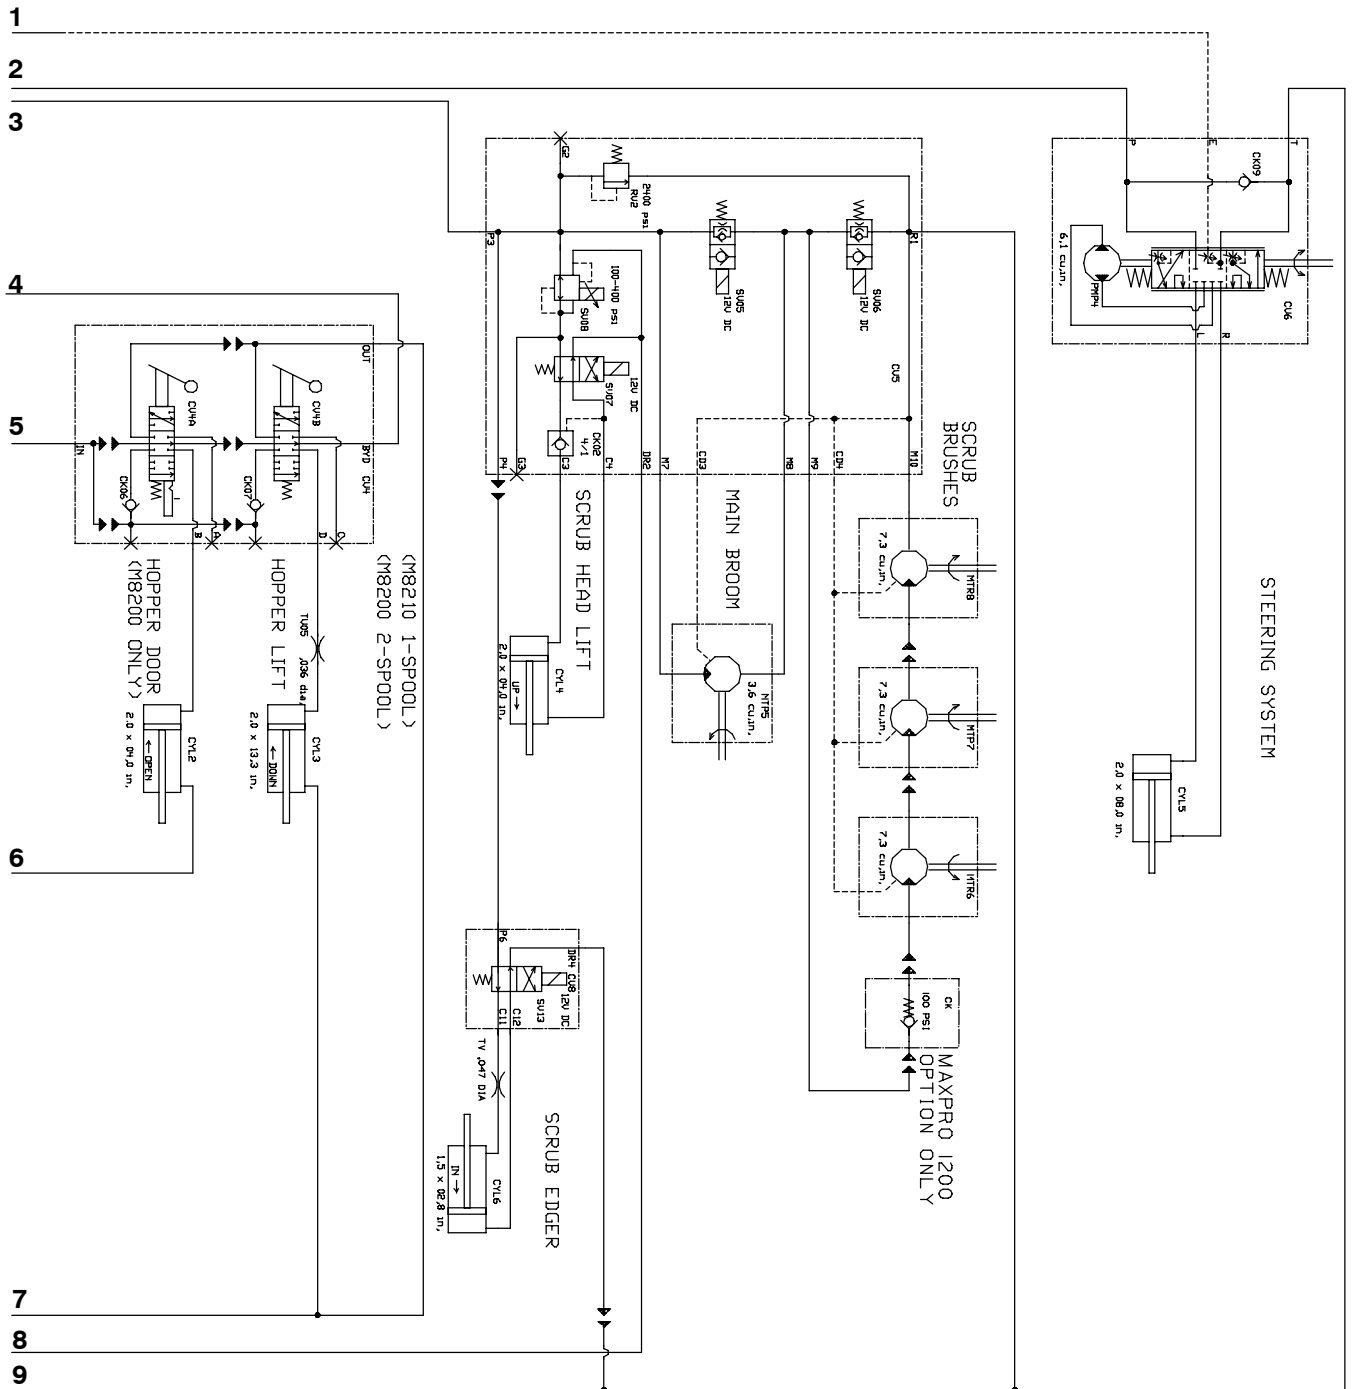 1
2
3
4
5
6
7
8
9
G2
2400 PSI
RV2
P3
R1
100-400 PSI
SV08
SV05
12V DC
SV06
12V DC
CV5
12V DC
SV07
CK02
4/1
P4
G3
C3
C4
DR2
M7
CD3
M8
M9
CD4
M10
OUT
CV4A
CV4B
IN
BYD
CV4
CK06
CK07
B
A
D
C
HOPPER DOOR
(M8200 ONLY)
HOPPER LIFT
(M8210 1-SPOOL)
(M8200 2-SPOOL)
TV05
.036 dia.
CYL2
OPEN
2.0 x 04.0 in.
CYL3
DOWN
2.0 x 13.3 in.
SCRUB HEAD LIFT
CYL4
UP
2.0 x 04.0 in.
MAIN BROOM
MTR5
3.6 cu.in.
SCRUB
BRUSHES
MTR8
7.3 cu.in.
MTR7
7.3 cu.in.
MTR6
7.3 cu.in.
CK
100 PSI
MAXPRO 1200
OPTION ONLY
P6
DR4
CV8
12V DC
SV13
C12
C11
TV .047 DIA
SCRUB EDGER
CYL6
IN
1.5 x 02.8 in.
P
E
T
CK09
6.1 cu.in.
PMP4
CV6
L
R
STEERING SYSTEM
CYL5
2.0 x 08.0 in.